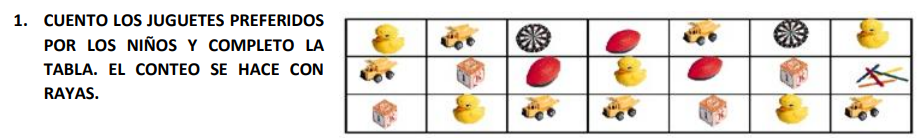 1. CUENTO LOS JUGUETES PREFERIDOS
POR LOS NIÑOS Y COMPLETO LA
TABLA. EL CONTEO SE HACE CON
RAYAS.